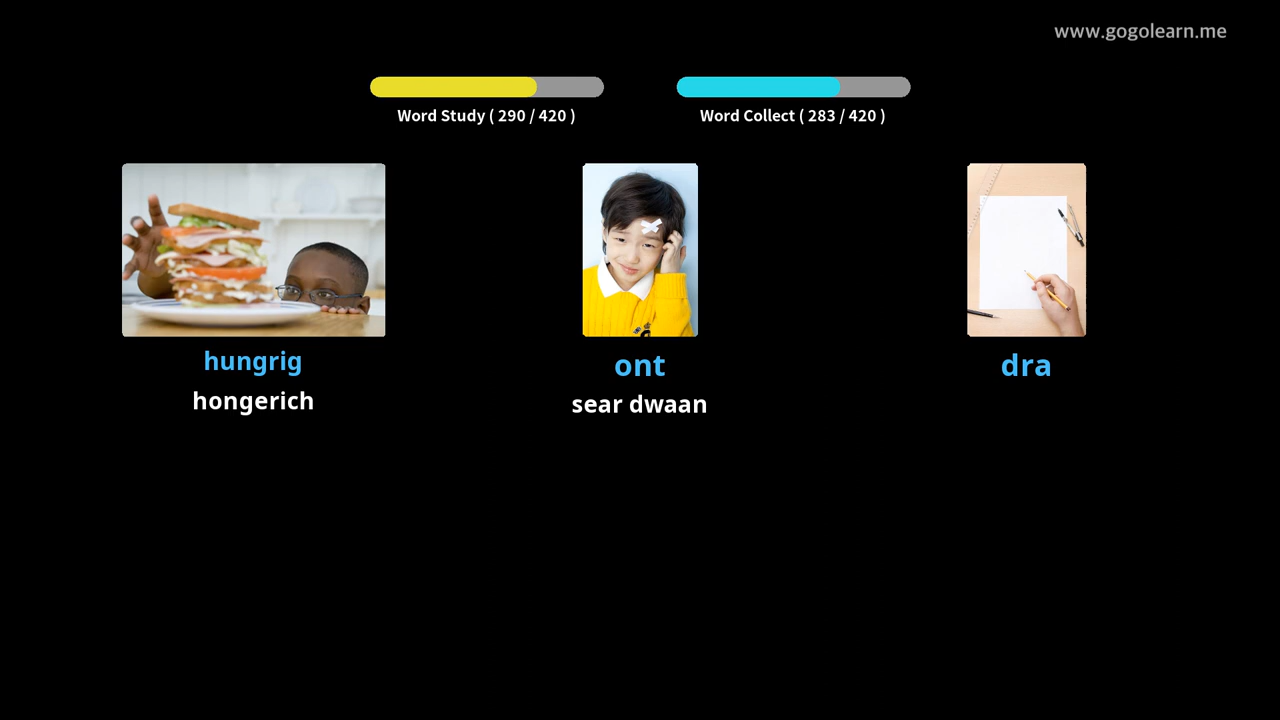 www.gogolearn.me
Word Study ( 290 / 420 )
Word Collect ( 283 / 420 )
hungrig
hongerich
ont
sear dwaan
dra